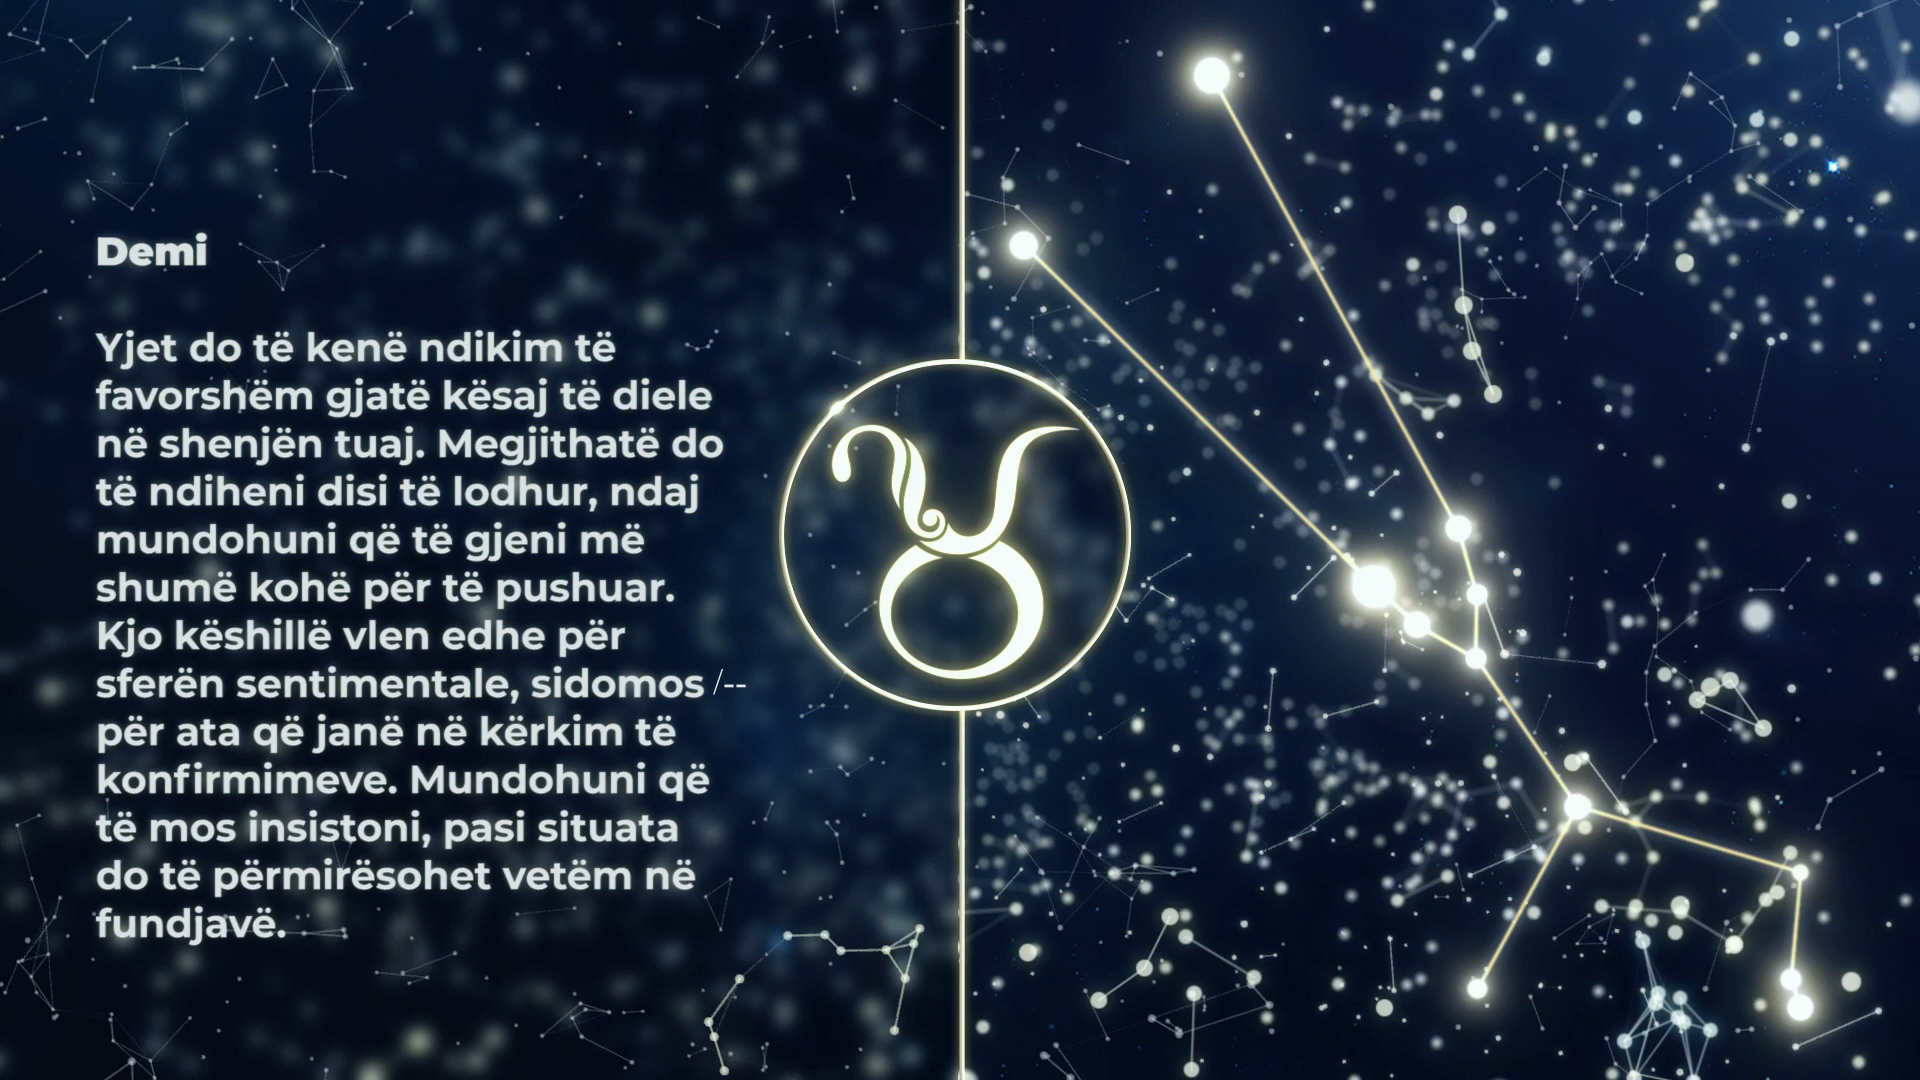 Demi
Yjet do të kenë ndikim të
favorshëm gjatë kësaj të diele
në shenjën tuaj. Megjithatë do
të ndiheni disi të lodhur, ndaj
mundohuni që të gjeni më
shumë kohë për të pushuar.
Kjo këshillë vlen edhe për
sferën sentimentale, sidomos /--
për ata që janë në kërkim të
konfirmimeve. Mundohuni që
të mos insistoni, pasi situata
do të përmirësohet vetëm në
fundjavë.